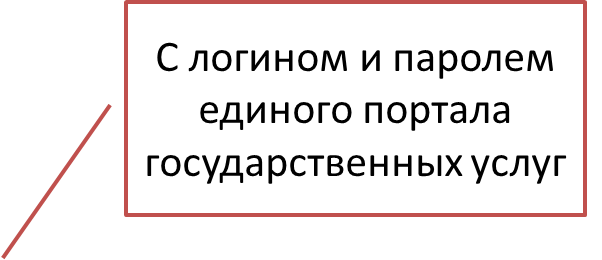 С логином и паролем
единого портала
государственных услуг